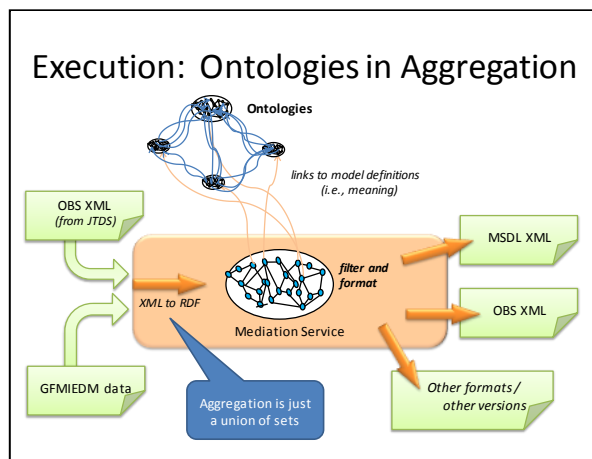 Execution: Ontologies in Aggregation
Ontologies
links to model definitions
(i.e., meaning)
OBS XML
(from JTDS)
MSDL XML
filter and
format
XML to RDF
OBS XML
Mediation Service
GFMIEDM data
Aggregation is just
a union of sets
Other formats /
other versions